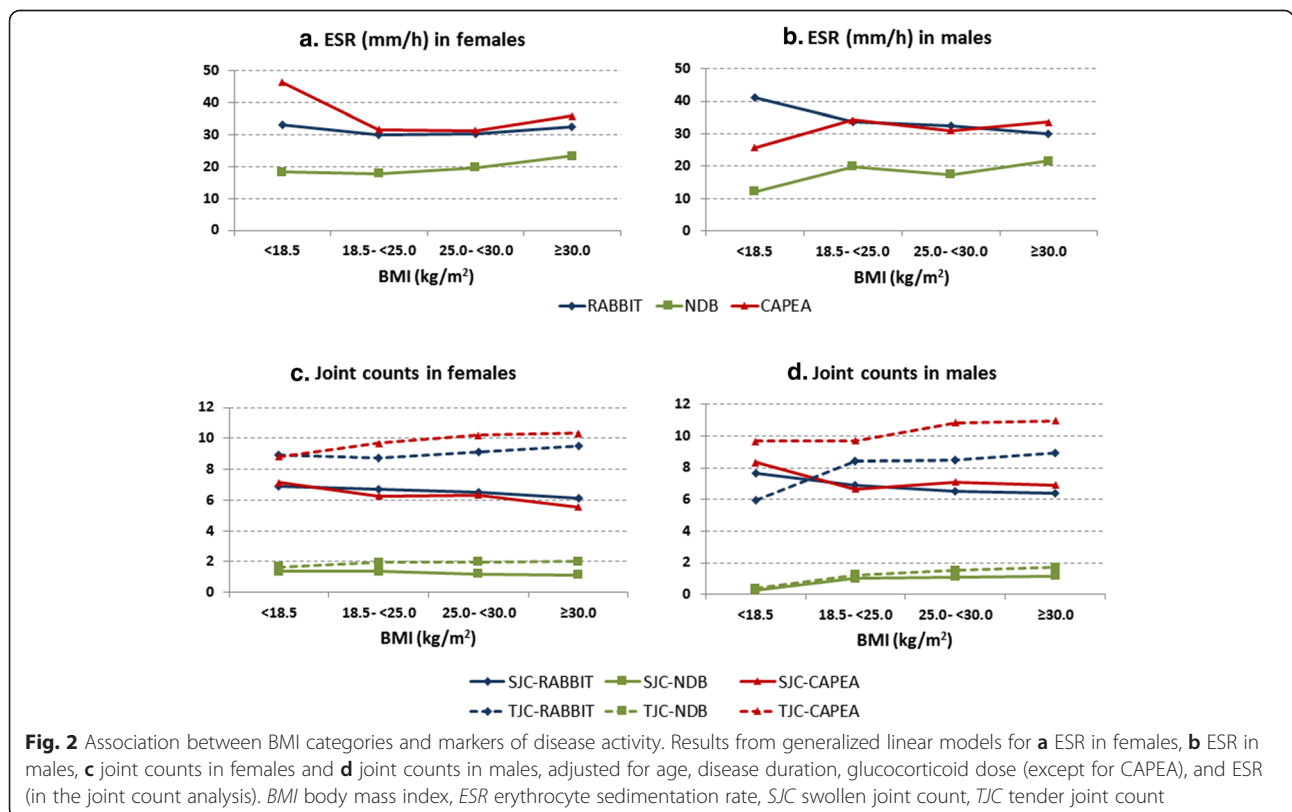 a. ESR (mm/h) in females
50
40
30
20
10
0
<18.5 18.5- <25.0 25.0- <30.0 ≥30.0
BMI (kg/m²)
b. ESR (mm/h) in males
50
40
30
20
10
0
<18.5 18.5- <25.0 25.0- <30.0 ≥30.0
BMI (kg/m²)
RABBIT NDB CAPEA
c. Joint counts in females
12
10
8
6
4
2
0
<18.5 18.5- <25.0 25.0- <30.0 ≥30.0
BMI (kg/m²)
d. Joint counts in males
12
10
8
6
4
2
0
<18.5 18.5- <25.0 25.0- <30.0 ≥30.0
BMI (kg/m²)
SJC-RABBIT SJC-NDB SJC-CAPEA
TJC-RABBIT TJC-NDB TJC-CAPEA
Fig. 2 Association between BMI categories and markers of disease activity. Results from generalized linear models for a ESR in females, b ESR in
males, c joint counts in females and d joint counts in males, adjusted for age, disease duration, glucocorticoid dose (except for CAPEA), and ESR
(in the joint count analysis). BMI body mass index, ESR erythrocyte sedimentation rate, SJC swollen joint count, TJC tender joint count